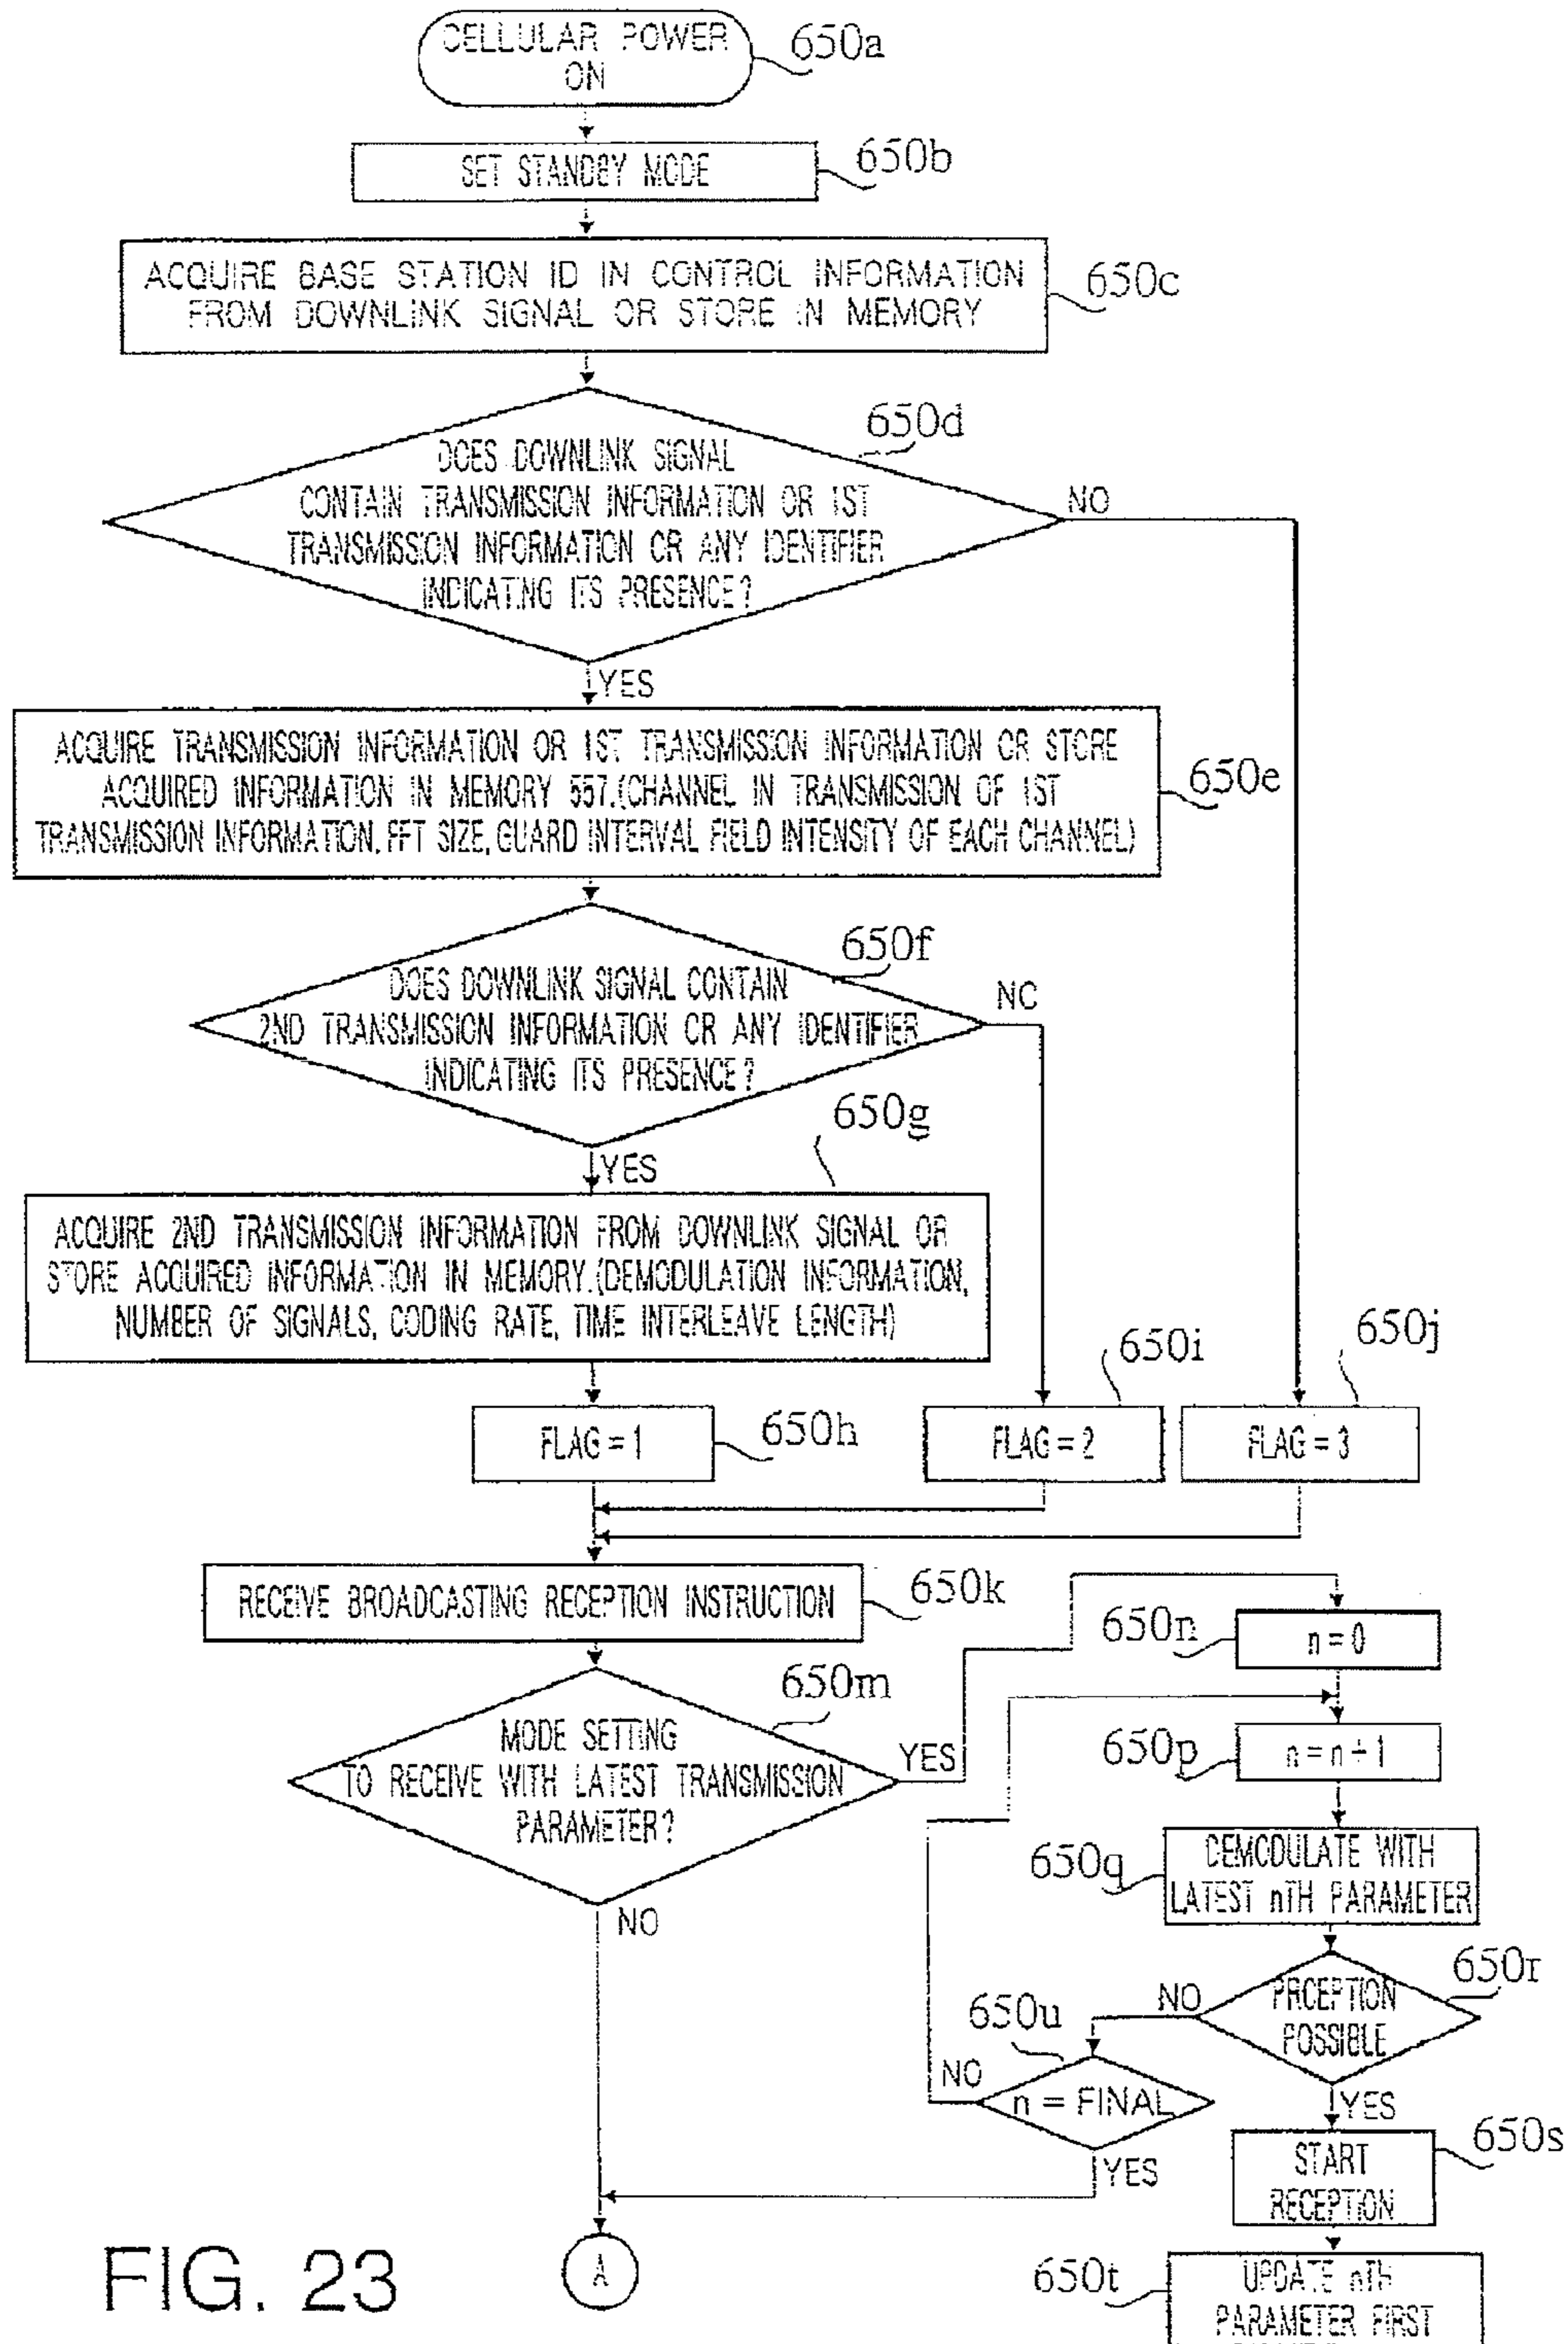 CELLULAR POWER
ON
650a
SET STANDBY MODE
650b
ACQUIRE BASE STATION ID IN CONTROL INFORMATION
FROM DOWNLINK SIGNAL OR STORE IN MEMORY
650c
650d
DOES DOWNLINK SIGNAL
CONTAIN TRANSMISSION INFORMATION OR 1ST
TRANSMISSION INFORMATION OR ANY IDENTIFIER
INDICATING ITS PRESENCE?
NO
YES
ACQUIRE TRANSMISSION INFORMATION OR 1ST TRANSMISSION INFORMATION OR STORE
ACQUIRED INFORMATION IN MEMORY 557.(CHANNEL IN TRANSMISSION OF 1ST
TRANSMISSION INFORMATION, FFT SIZE, GUARD INTERVAL FIELD INTENSITY OF EACH CHANNEL)
650e
650f
DOES DOWNLINK SIGNAL CONTAIN
2ND TRANSMISSION INFORMATION OR ANY IDENTIFIER
INDICATING ITS PRESENCE?
NO
YES
650g
ACQUIRE 2ND TRANSMISSION INFORMATION FROM DOWNLINK SIGNAL OR
STORE ACQUIRED INFORMATION IN MEMORY.(DEMODULATION INFORMATION,
NUMBER OF SIGNALS, CODING RATE, TIME INTERLEAVE LENGTH)
FLAG = 1
650h
FLAG = 2
650i
FLAG = 3
650j
RECEIVE BROADCASTING RECEPTION INSTRUCTION
650k
650m
MODE SETTING
TO RECEIVE WITH LATEST TRANSMISSION
PARAMETER?
YES
NO
650n
n = 0
650p
n = n + 1
650q
DEMODULATE WITH
LATEST nTH PARAMETER
650r
PRCEPTION
POSSIBLE
NO
YES
650u
n = FINAL
NO
YES
650s
START
RECEPTION
650t
UPDATE nTH
PARAMETER FIRST
A
FIG. 23